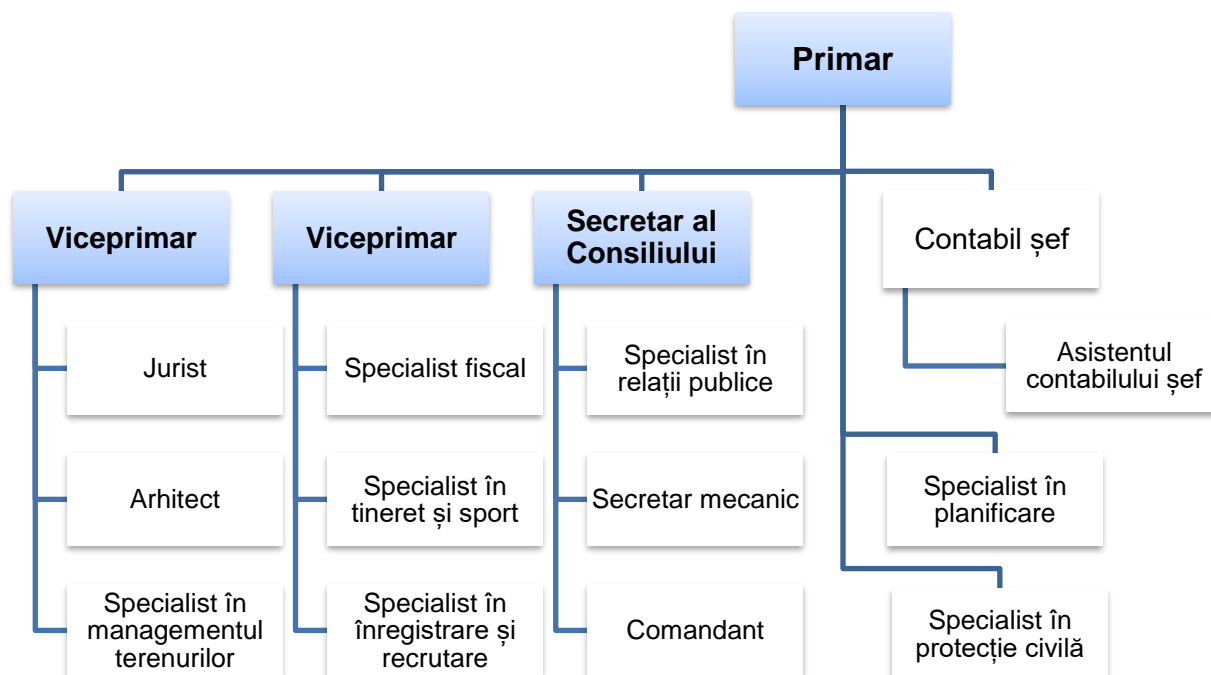 Primar
Viceprimar
Viceprimar
Secretar al
Consiliului
Contabil șef
Jurist
Specialist fiscal
Specialist în
relații publice
Asistentul
contabilului șef
Arhitect
Specialist în
tineret și sport
Secretar mecanic
Specialist în
planificare
Specialist în
managementul
terenurilor
Specialist în
înregistrare și
recrutare
Comandant
Specialist în
protecție civilă